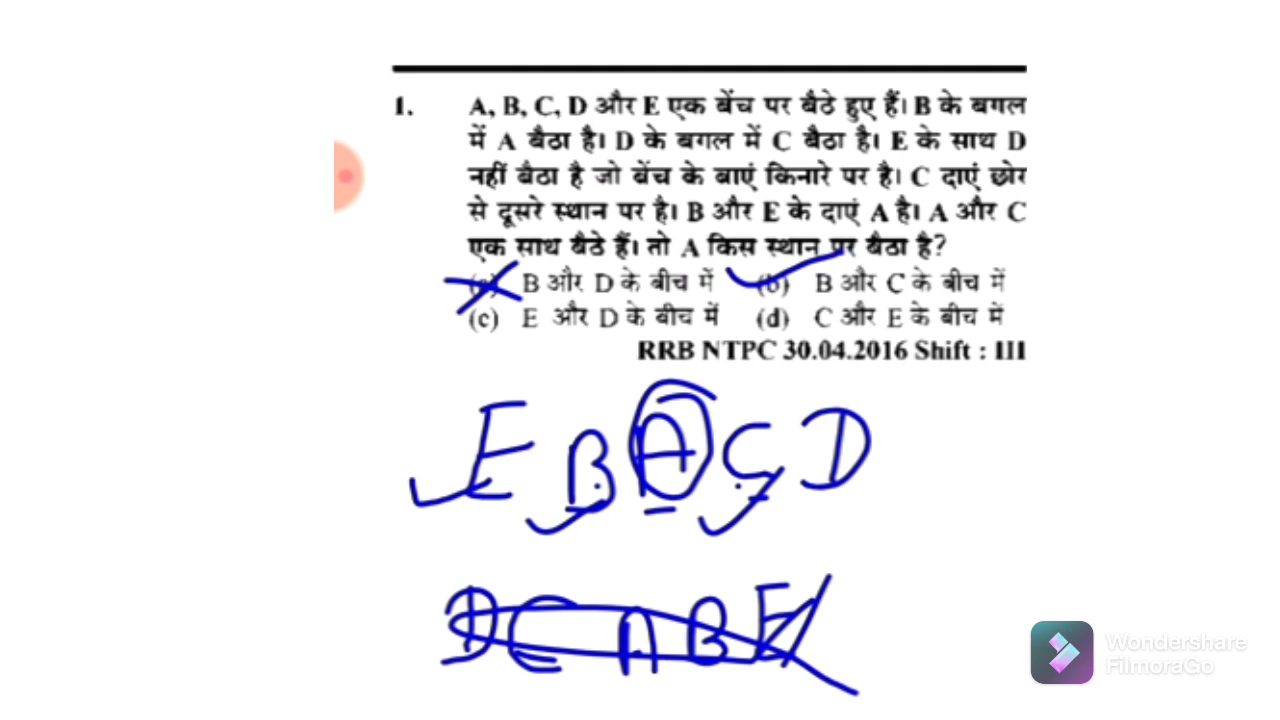 1. A, B, C, D और E एक बेंच पर बैठे हुए हैं। B के बगल
में A बैठा है। D के बगल में C बैठा है। E के साथ D
नहीं बैठा है जो बेंच के बाएं किनारे पर है। C दाएं छोर
से दूसरे स्थान पर है। B और E के दाएं A है। A और C
एक साथ बैठे हैं। तो A किस स्थान पर बैठा है?
(a) B और D के बीच में (b) B और C के बीच में
(c) E और D के बीच में (d) C और E के बीच में
RRB NTPC 30.04.2016 Shift : III
E B A C D
D C A B E
Wondershare
FilmoraGo